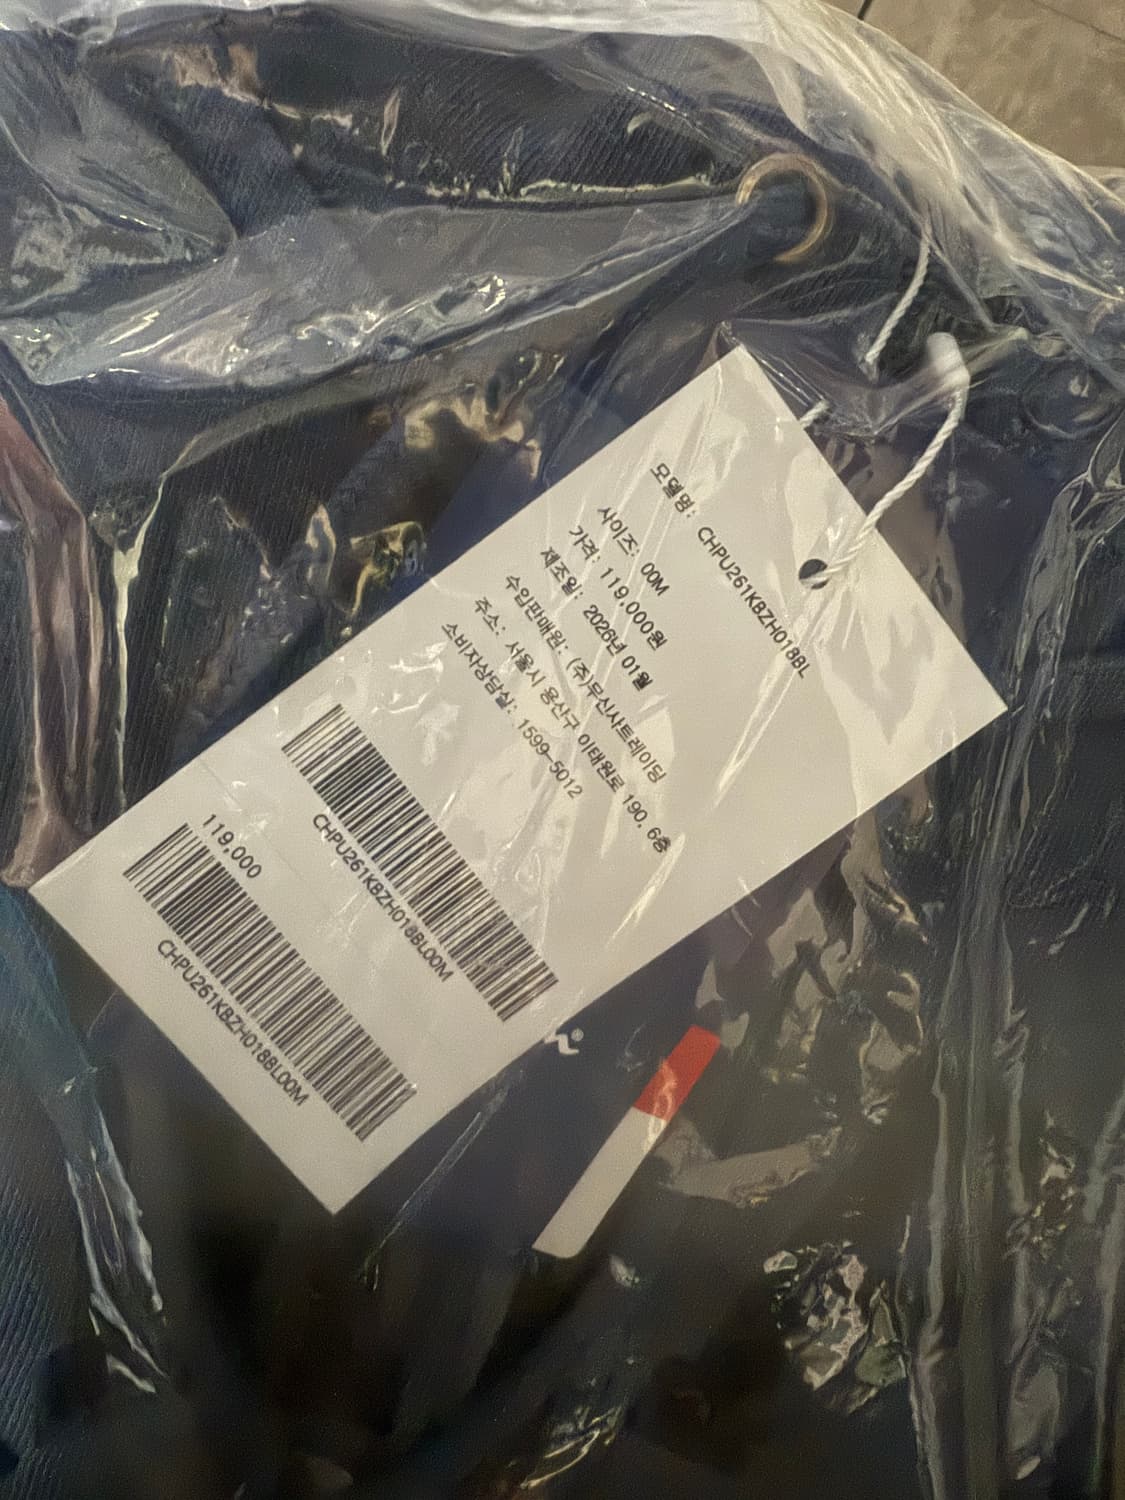 모델명: CHPU261KBZH018BL
사이즈: 00M
가격: 119,000원
제조일: 2026년 01월
수입판매원: (주)무신사트레이딩
주소: 서울시 용산구 이태원로 190, 6층
소비자상담실: 1599-5012
CHPU261KBZH018BL00M
119,000
CHPU261KBZH018BL00M